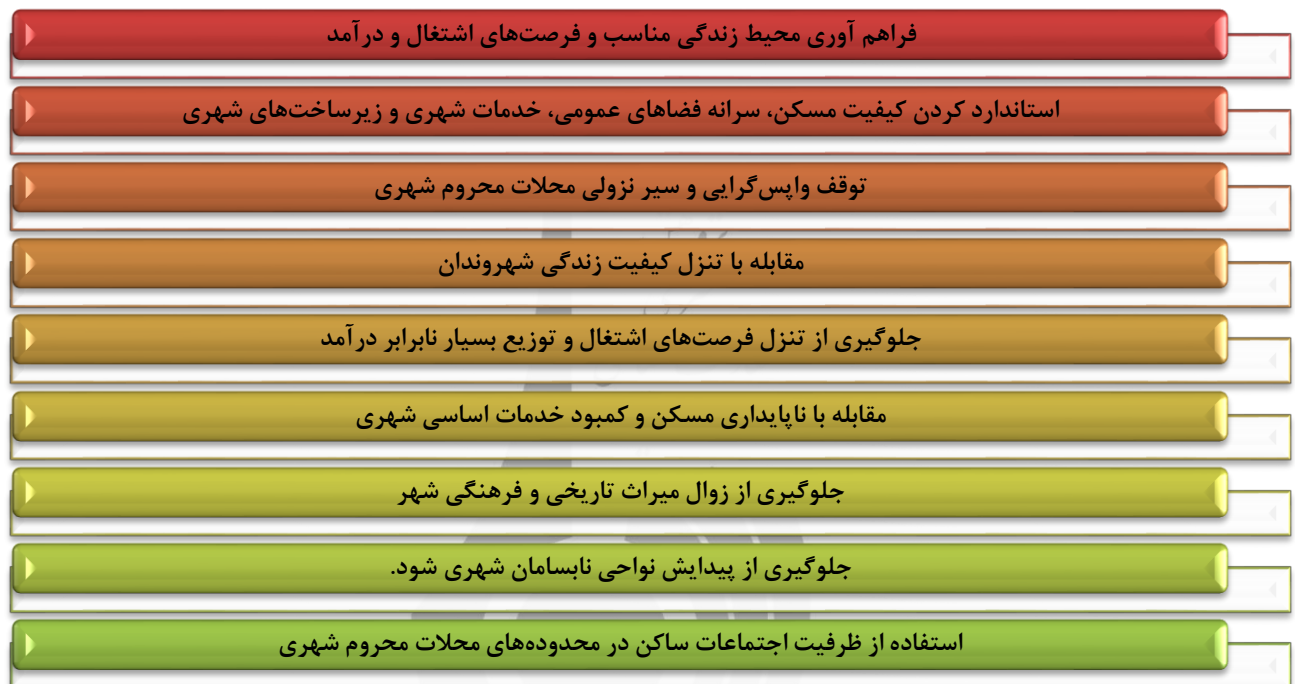 فراهم آوری محیط زندگی مناسب و فرصت‌های اشتغال و درآمد
استاندارد کردن کیفیت مسکن، سرانه فضاهای عمومی، خدمات شهری و زیرساخت‌های شهری
توقف واپس‌گرایی و سیر نزولی محلات محروم شهری
مقابله با تنزل کیفیت زندگی شهروندان
جلوگیری از تنزل فرصت‌های اشتغال و توزیع بسیار نابرابر درآمد
مقابله با ناپایداری مسکن و کمبود خدمات اساسی شهری
جلوگیری از زوال میراث تاریخی و فرهنگی شهر
جلوگیری از پیدایش نواحی نابسامان شهری شود.
استفاده از ظرفیت اجتماعات ساکن در محدوده‌های محلات محروم شهری